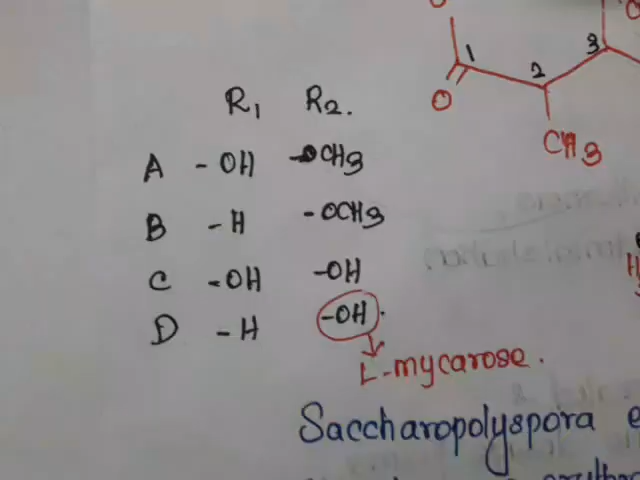 O
1
2
3
O
CH3
R1 R2.
A -OH -OCH3
B -H -OCH3
C -OH -OH
D -H -OH.
L-mycarose.
Saccharopolyspora e